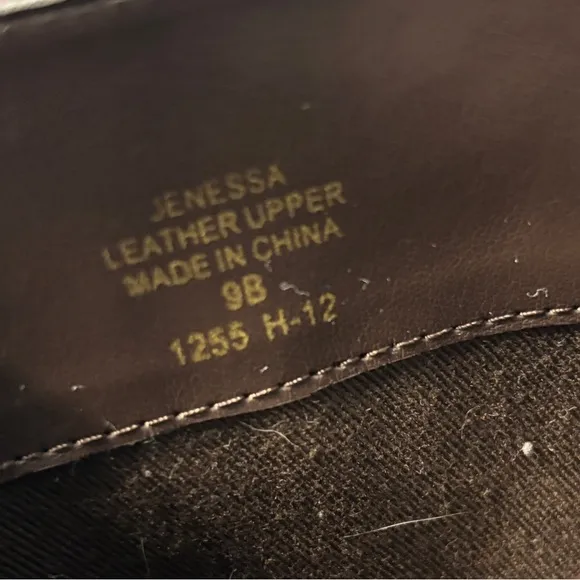 JENESSA
LEATHER UPPER
MADE IN CHINA
9B
1255 H-12